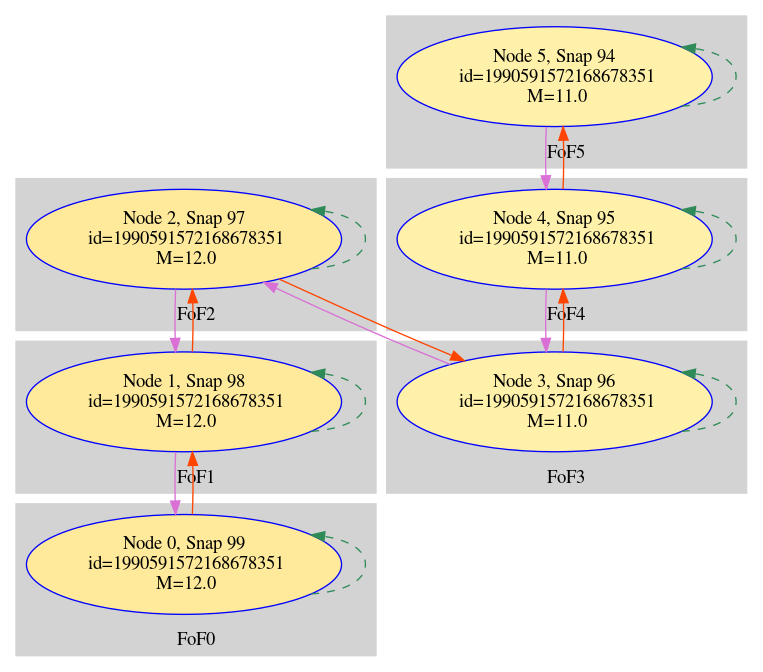 Node 5, Snap 94
id=1990591572168678351
M=11.0
FoF5
Node 2, Snap 97
id=1990591572168678351
M=12.0
FoF2
Node 4, Snap 95
id=1990591572168678351
M=11.0
FoF4
Node 1, Snap 98
id=1990591572168678351
M=12.0
FoF1
Node 3, Snap 96
id=1990591572168678351
M=11.0
FoF3
Node 0, Snap 99
id=1990591572168678351
M=12.0
FoF0